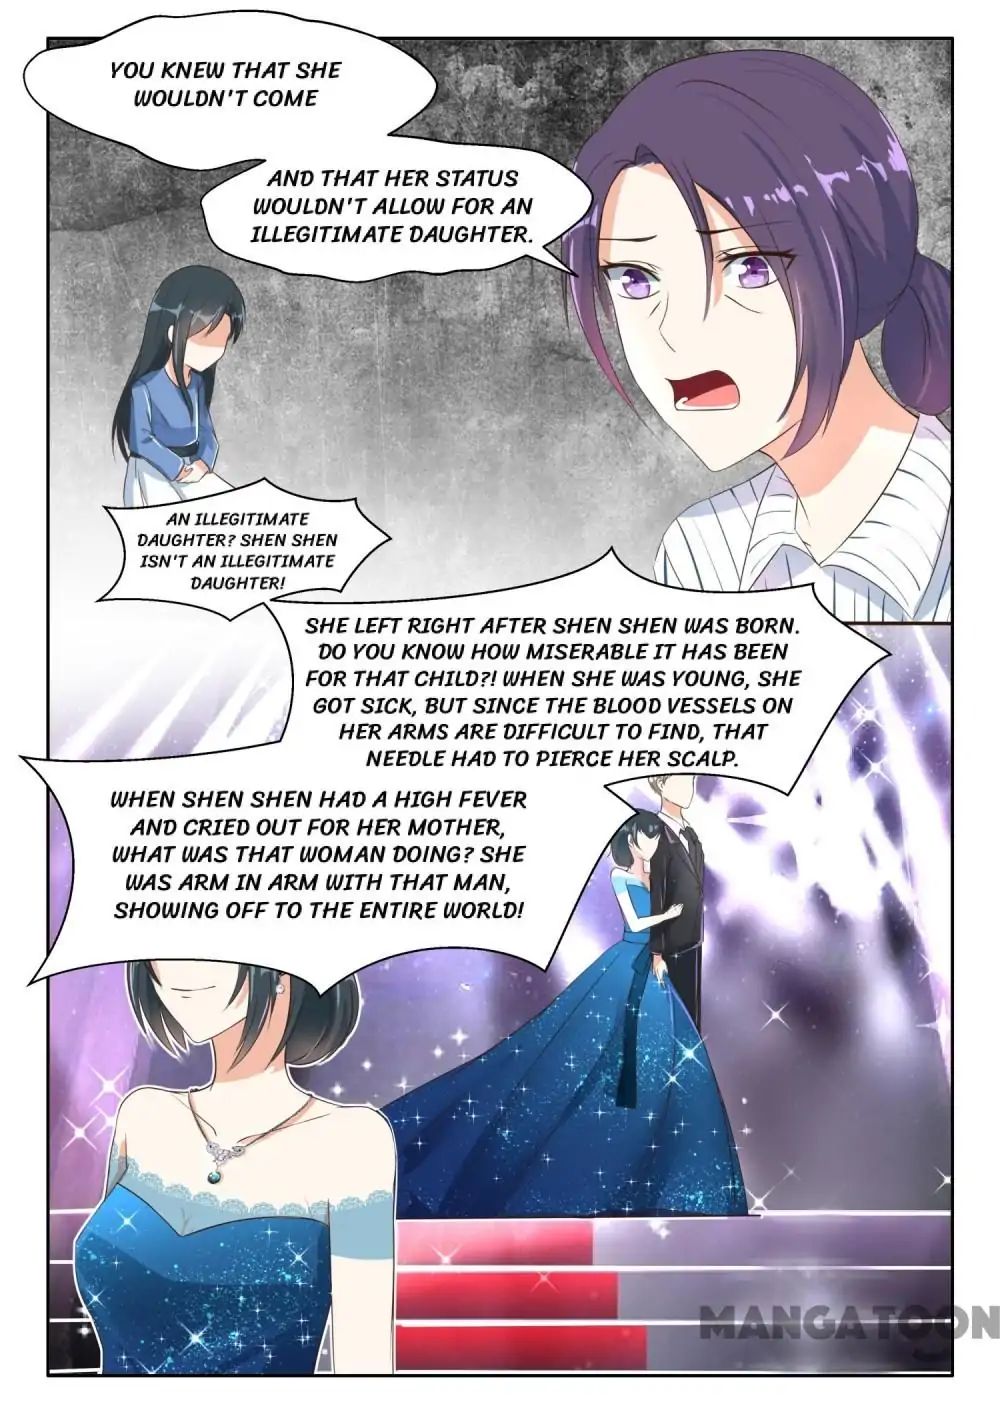 YOU KNEW THAT SHE
WOULDN'T COME
AND THAT HER STATUS
WOULDN'T ALLOW FOR AN
ILLEGITIMATE DAUGHTER.
AN ILLEGITIMATE
DAUGHTER? SHEN SHEN
ISN'T AN ILLEGITIMATE
DAUGHTER!
SHE LEFT RIGHT AFTER SHEN SHEN WAS BORN.
DO YOU KNOW HOW MISERABLE IT HAS BEEN
FOR THAT CHILD?! WHEN SHE WAS YOUNG, SHE
GOT SICK, BUT SINCE THE BLOOD VESSELS ON
HER ARMS ARE DIFFICULT TO FIND, THAT
NEEDLE HAD TO PIERCE HER SCALP.
WHEN SHEN SHEN HAD A HIGH FEVER
AND CRIED OUT FOR HER MOTHER,
WHAT WAS THAT WOMAN DOING? SHE
WAS ARM IN ARM WITH THAT MAN,
SHOWING OFF TO THE ENTIRE WORLD!
MANGATOON